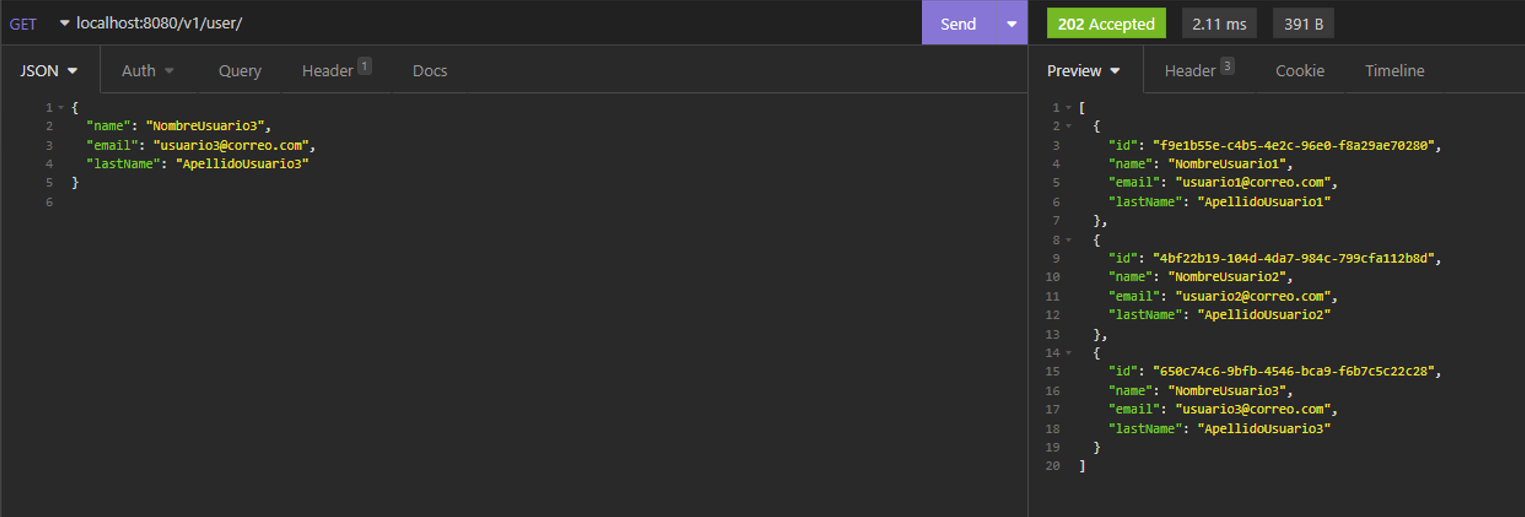 GET localhost:8080/v1/user/ Send 202 Accepted 2.11 ms 391 B
JSON Auth Query Header 1 Docs
1 {
2 "name": "NombreUsuario3",
3 "email": "usuario3@correo.com",
4 "lastName": "ApellidoUsuario3"
5 }
6
Preview Header 3 Cookie Timeline
1 [
2 {
3 "id": "f9e1b55e-c4b5-4e2c-96e0-f8a29ae70280",
4 "name": "NombreUsuario1",
5 "email": "usuario1@correo.com",
6 "lastName": "ApellidoUsuario1"
7 },
8 {
9 "id": "4bf22b19-104d-4da7-984c-799cfa112b8d",
10 "name": "NombreUsuario2",
11 "email": "usuario2@correo.com",
12 "lastName": "ApellidoUsuario2"
13 },
14 {
15 "id": "650c74c6-9bfb-4546-bca9-f6b7c5c22c28",
16 "name": "NombreUsuario3",
17 "email": "usuario3@correo.com",
18 "lastName": "ApellidoUsuario3"
19 }
20 ]